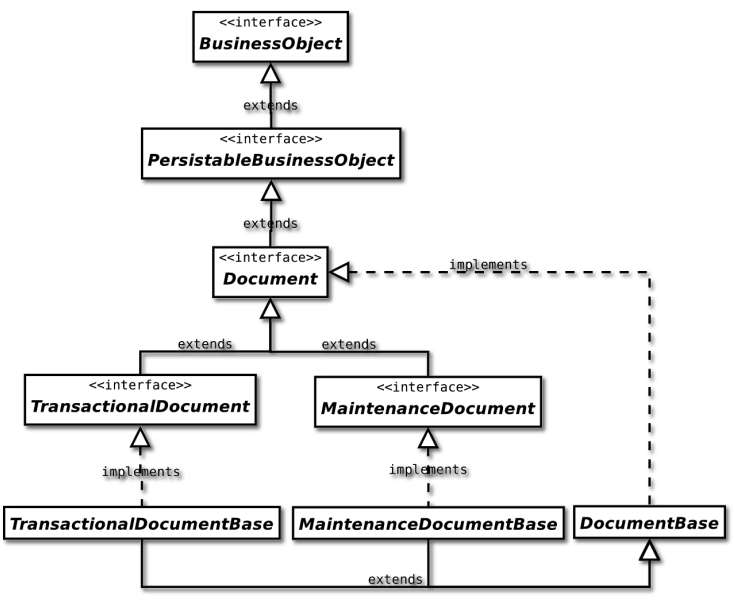 <<interface>>
BusinessObject
extends
<<interface>>
PersistableBusinessObject
extends
<<interface>>
Document
implements
extends
extends
<<interface>>
TransactionalDocument
<<interface>>
MaintenanceDocument
implements
implements
TransactionalDocumentBase
MaintenanceDocumentBase
DocumentBase
extends